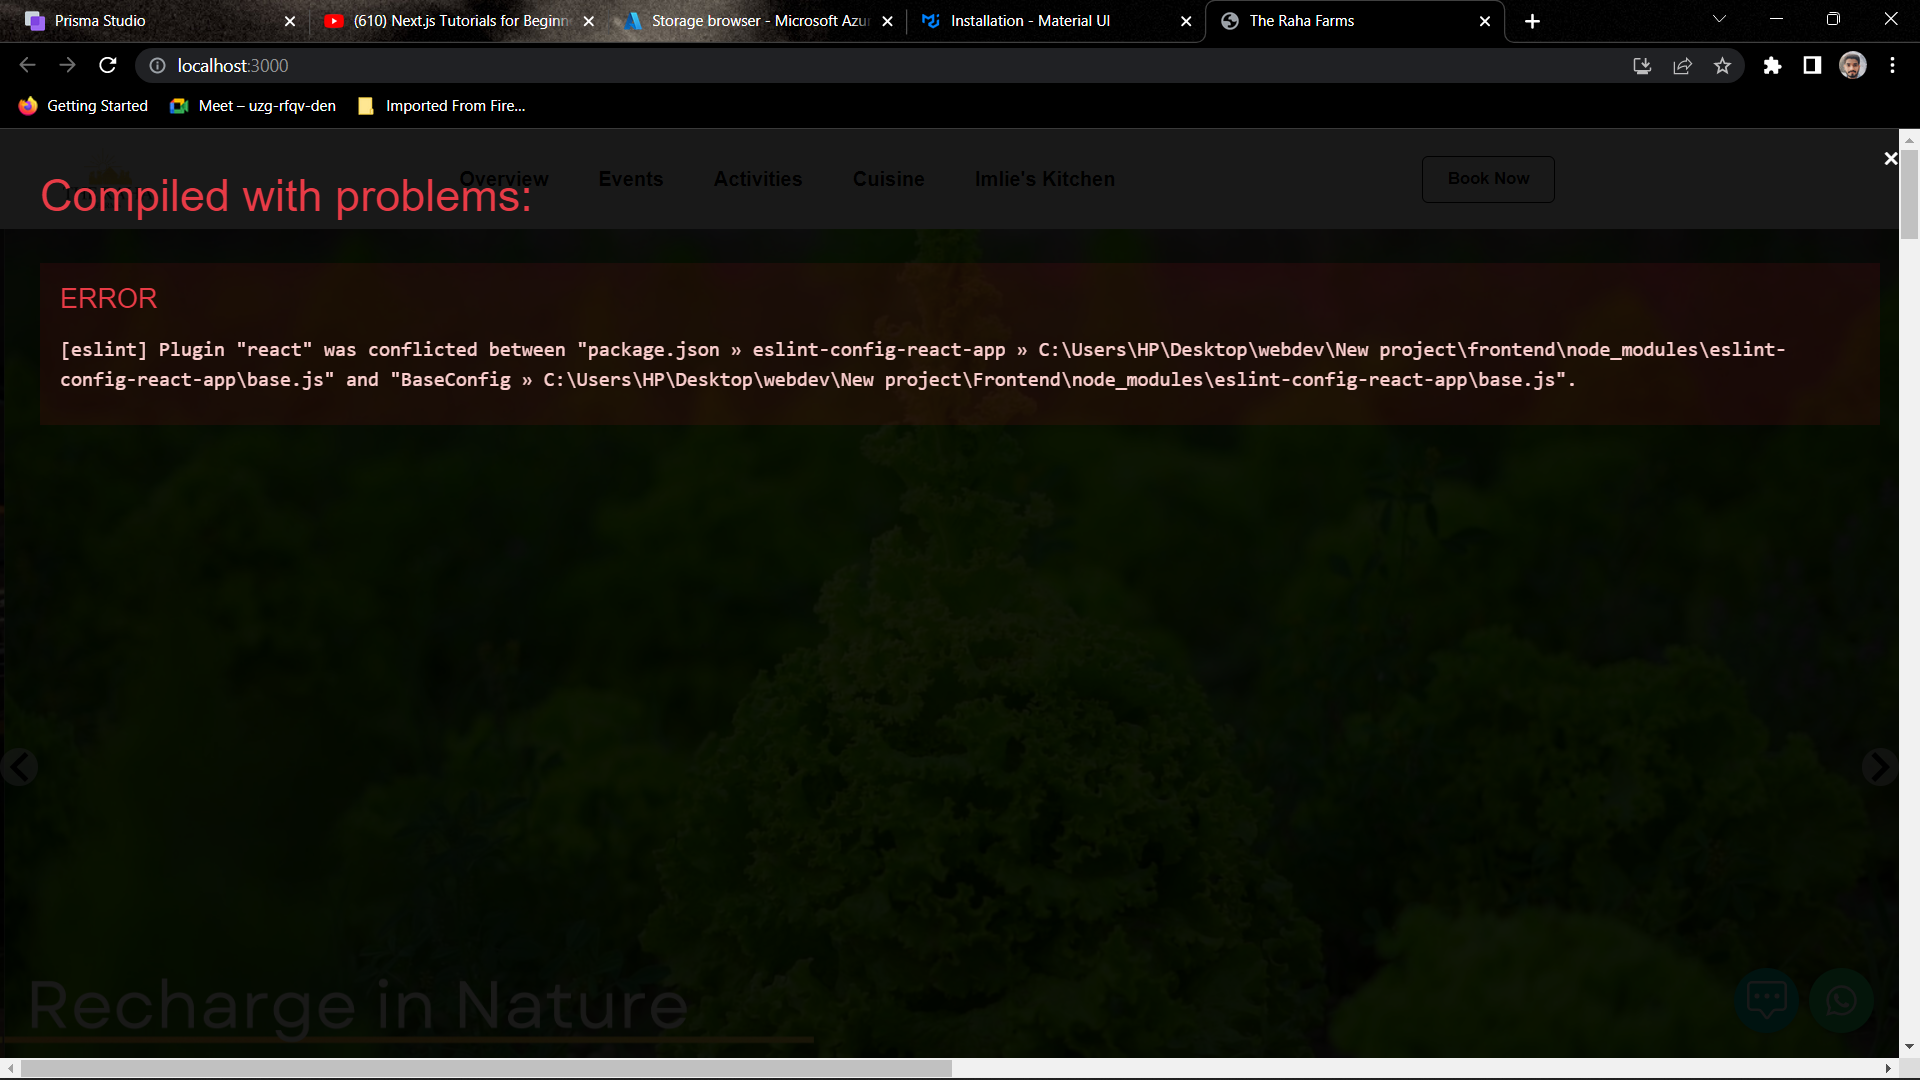 Prisma Studio
(610) Next.js Tutorials for Beginn
Storage browser - Microsoft Azu
Installation - Material UI
The Raha Farms
localhost:3000
Getting Started
Meet – uzg-rfqv-den
Imported From Fire...
Overview
Events
Activities
Cuisine
Imlie's Kitchen
Book Now
Compiled with problems:
ERROR
[eslint] Plugin "react" was conflicted between "package.json » eslint-config-react-app » C:\Users\HP\Desktop\webdev\New project\frontend\node_modules\eslint-
config-react-app\base.js" and "BaseConfig » C:\Users\HP\Desktop\webdev\New project\Frontend\node_modules\eslint-config-react-app\base.js".
Recharge in Nature